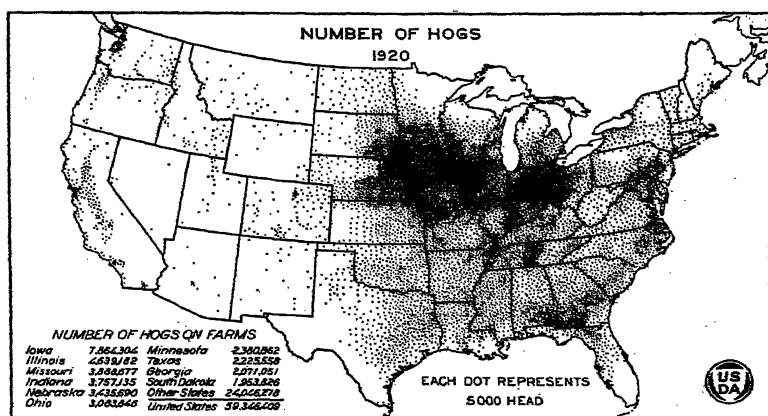 NUMBER OF HOGS
1920
NUMBER OF HOGS ON FARMS
Iowa 7,864,304 Minnesota 2,380,862
Illinois 4,639,182 Texas 2,225,558
Missouri 3,888,677 Georgia 2,071,051
Indiana 3,757,135 South Dakota 1,953,826
Nebraska 3,435,690 Other States 24,046,278
Ohio 3,083,846 United States 59,346,409
EACH DOT REPRESENTS
5000 HEAD
US
DA